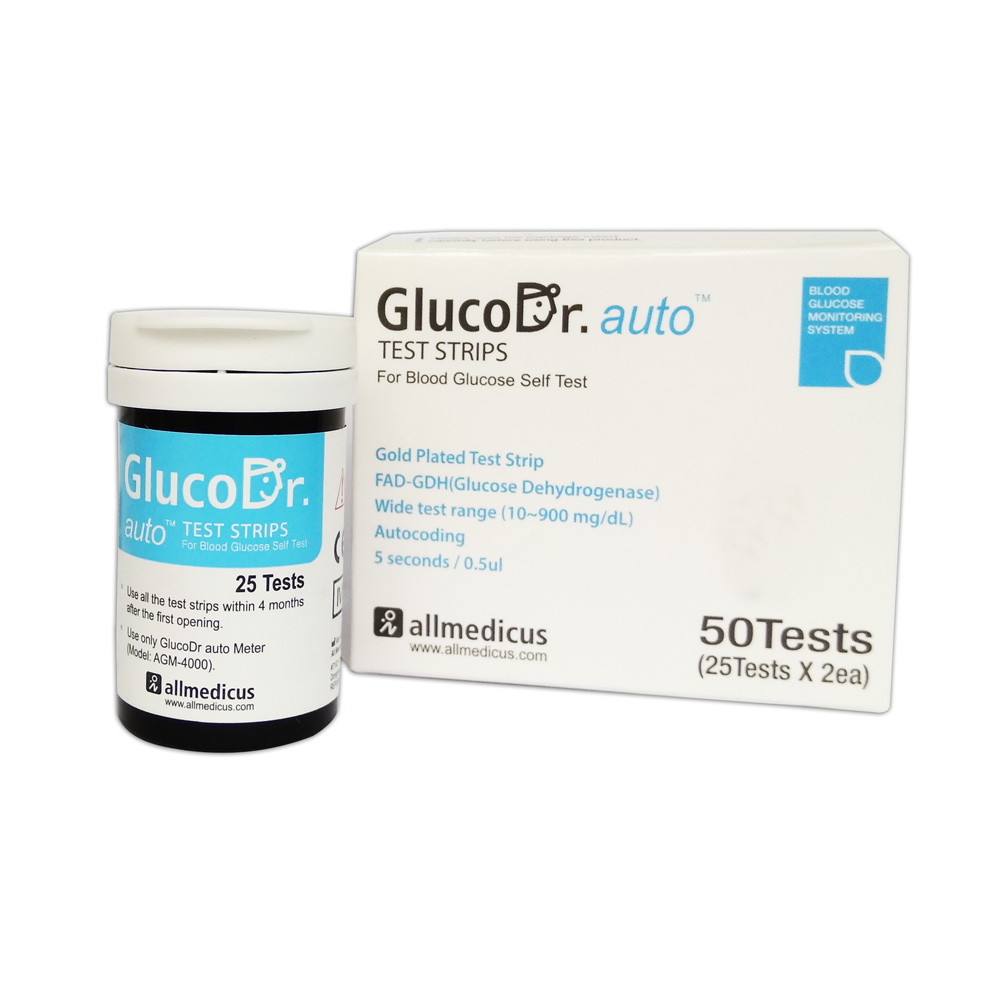 GlucoDr. auto™
TEST STRIPS
For Blood Glucose Self Test
BLOOD
GLUCOSE
MONITORING
SYSTEM
Gold Plated Test Strip
FAD-GDH(Glucose Dehydrogenase)
Wide test range (10~900 mg/dL)
Autocoding
5 seconds / 0.5ul
allmedicus
www.allmedicus.com
50Tests
(25Tests X 2ea)
GlucoDr.
auto™ TEST STRIPS
For Blood Glucose Self Test
25 Tests
Use all the test strips within 4 months
after the first opening.
Use only GlucoDr auto Meter
(Model: AGM-4000).
allmedicus
www.allmedicus.com